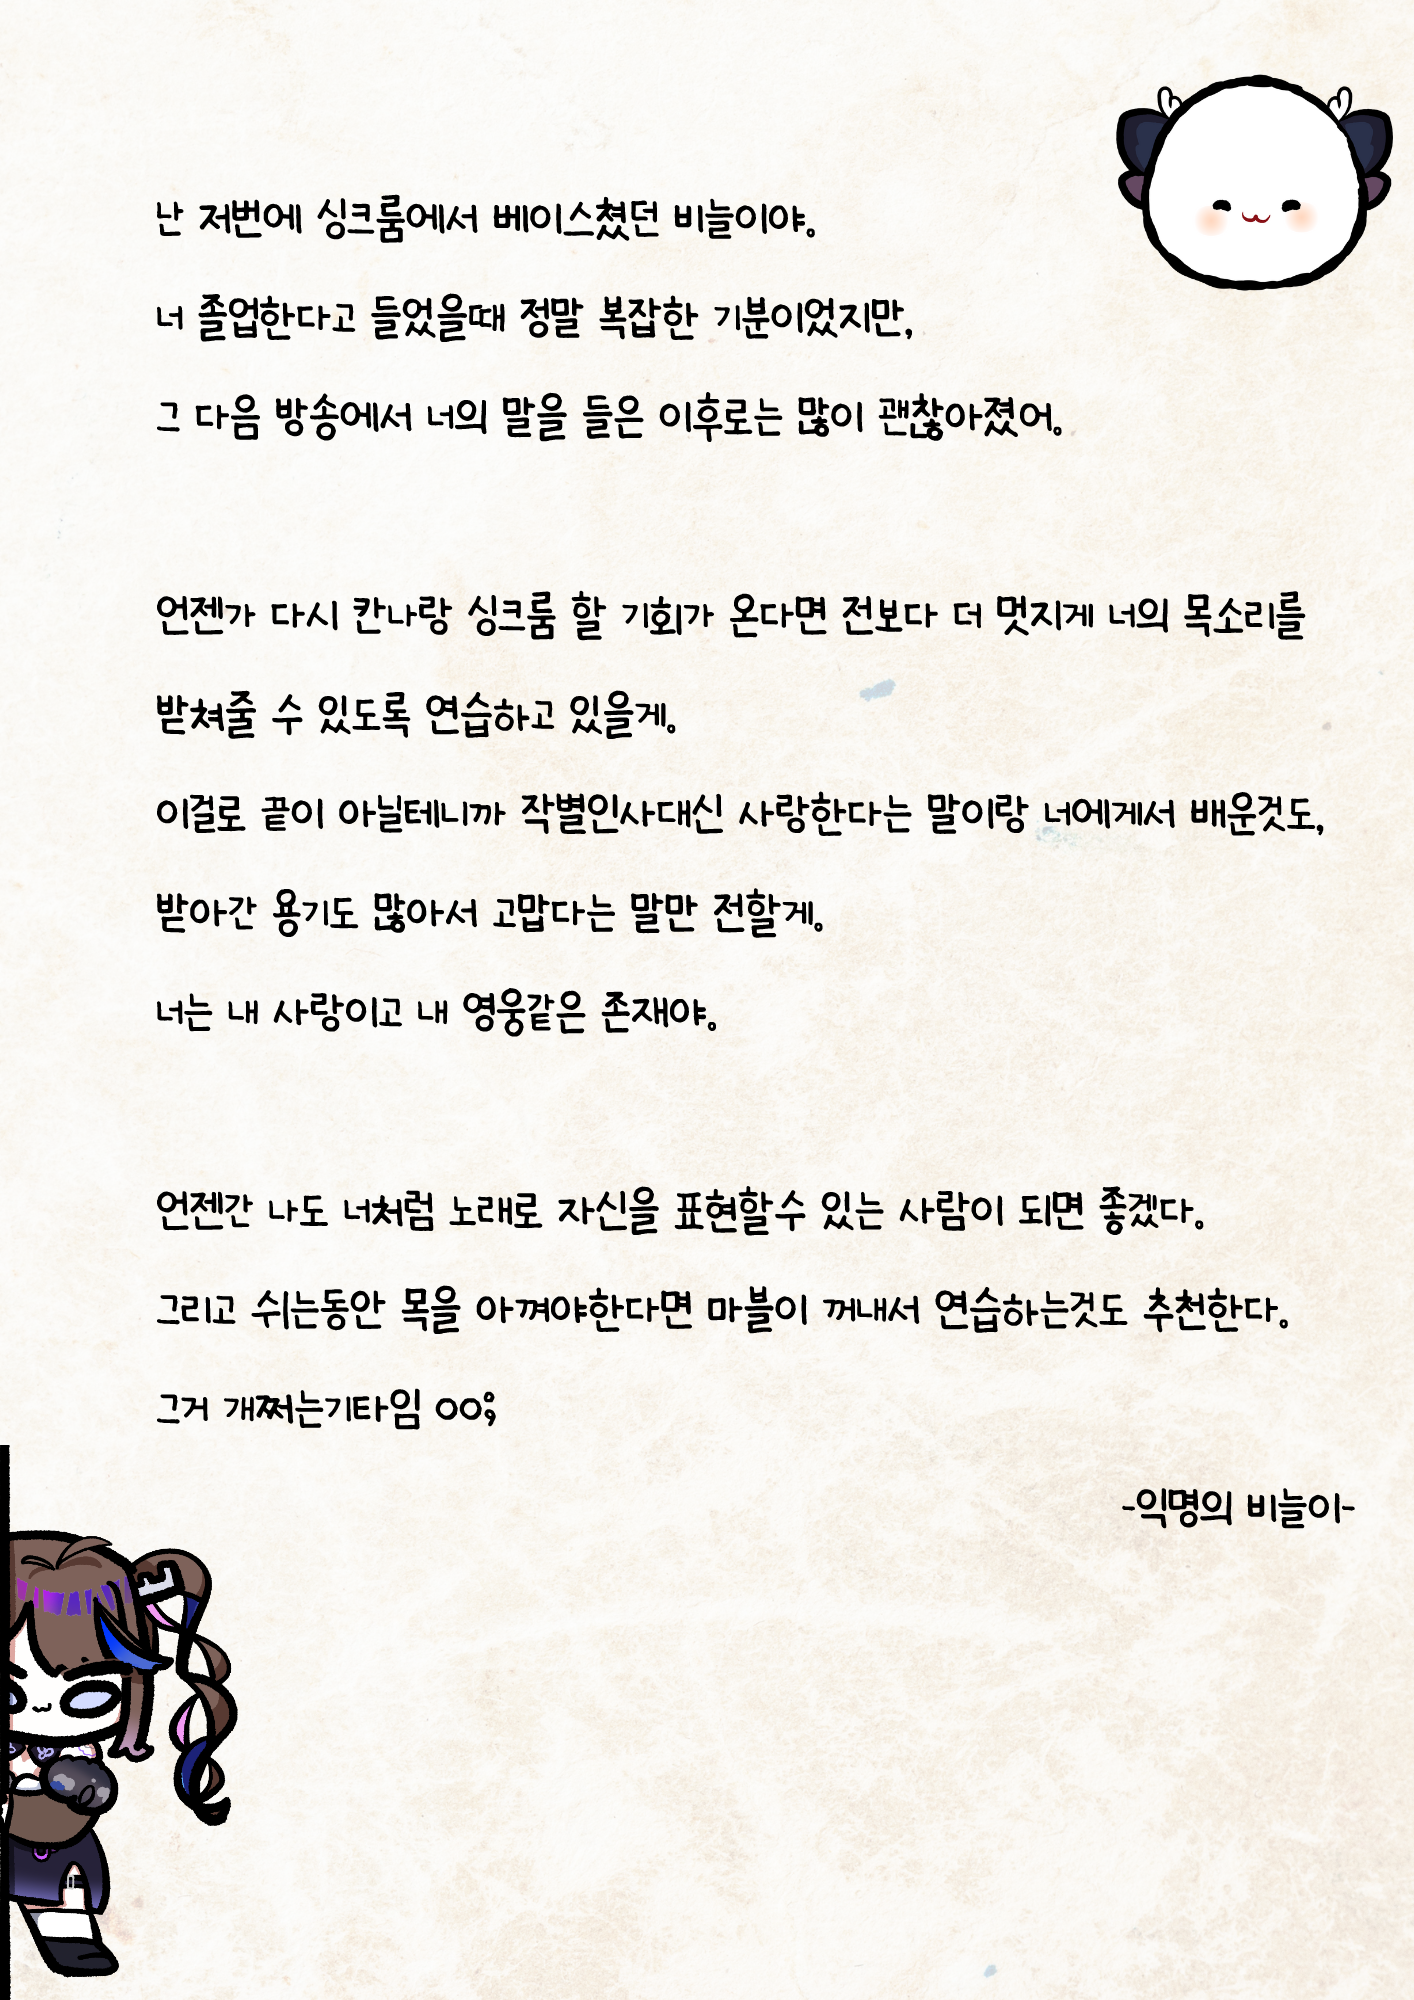 난 저번에 싱크룸에서 베이스쳤던 비늘이야.
너 졸업한다고 들었을때 정말 복잡한 기분이었지만,
그 다음 방송에서 너의 말을 들은 이후로는 많이 괜찮아졌어.
언젠가 다시 칸나랑 싱크룸 할 기회가 온다면 전보다 더 멋지게 너의 목소리를
받쳐줄 수 있도록 연습하고 있을게.
이걸로 끝이 아닐테니까 작별인사대신 사랑한다는 말이랑 너에게서 배운것도,
받아간 용기도 많아서 고맙다는 말만 전할게.
너는 내 사랑이고 내 영웅같은 존재야.
언젠간 나도 너처럼 노래로 자신을 표현할수 있는 사람이 되면 좋겠다.
그리고 쉬는동안 목을 아껴야한다면 마블이 꺼내서 연습하는것도 추천한다.
그거 개쩌는기타임 ㅇㅇ;
-익명의 비늘이-